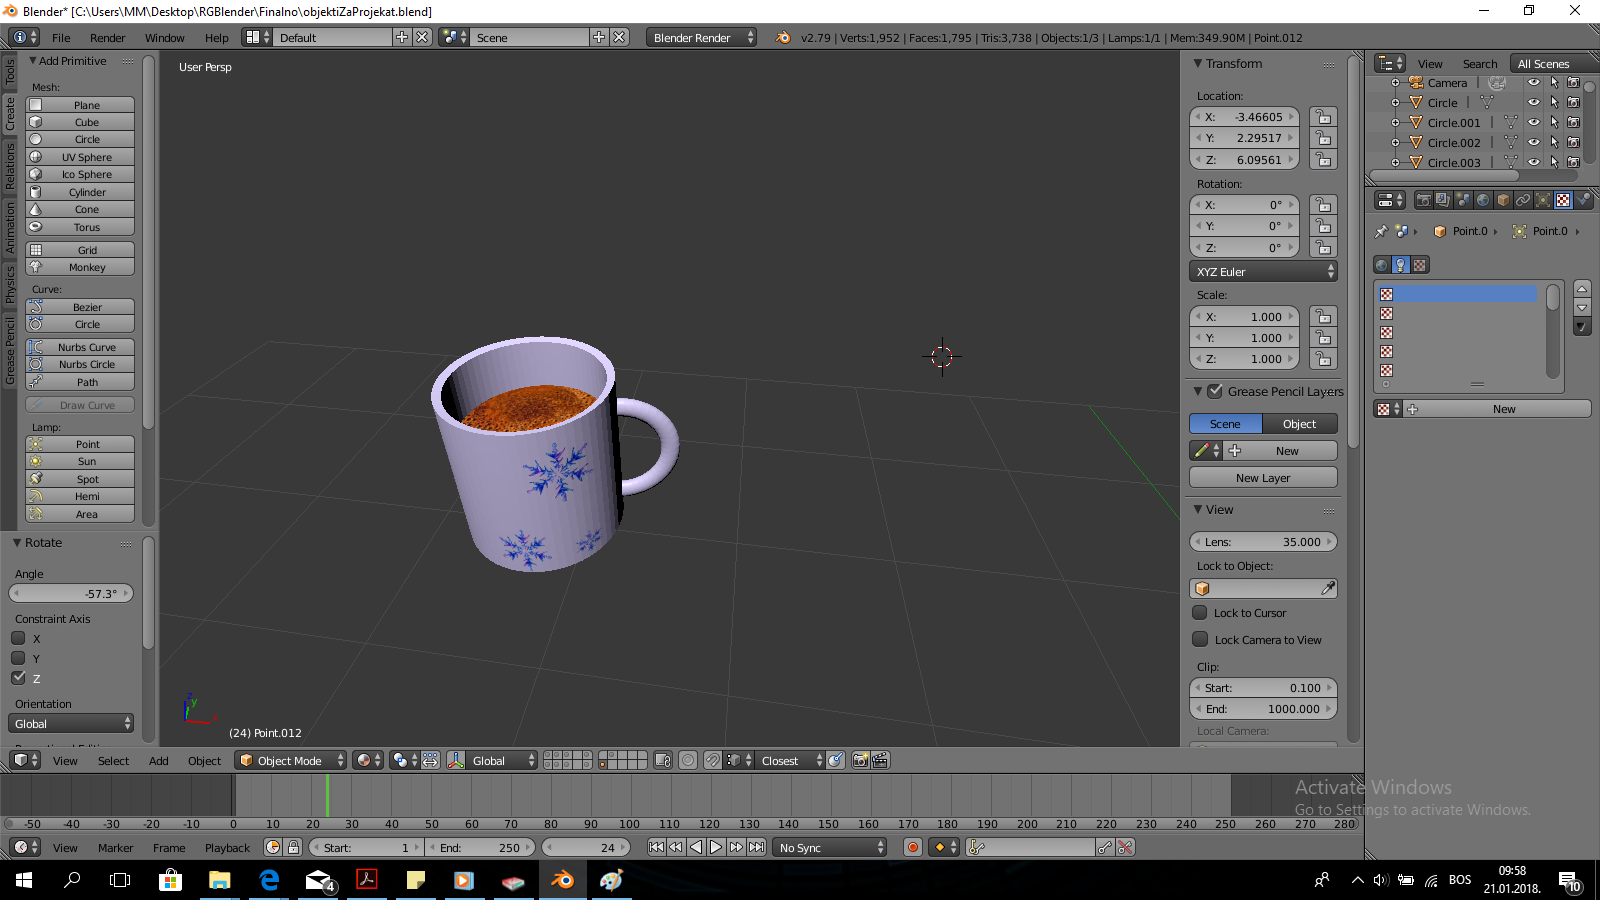 Blender* [C:\Users\MM\Desktop\RGBlender\Finalno\objektiZaProjekat.blend]
File Render Window Help Default Scene Blender Render v2.79 | Verts:1,952 | Faces:1,795 | Tris:3,738 | Objects:1/3 | Lamps:1/1 | Mem:349.90M | Point.012
Tools
Create
Relations
Animation
Physics
Grease Pencil
Add Primitive
Mesh:
Plane
Cube
Circle
UV Sphere
Ico Sphere
Cylinder
Cone
Torus
Grid
Monkey
Curve:
Bezier
Circle
Nurbs Curve
Nurbs Circle
Path
Draw Curve
Lamp:
Point
Sun
Spot
Hemi
Area
Rotate
Angle
-57.3°
Constraint Axis
X
Y
Z
Orientation
Global
User Persp
z
y
x
(24) Point.012
Transform
Location:
X: -3.46605
Y: 2.29517
Z: 6.09561
Rotation:
X: 0°
Y: 0°
Z: 0°
XYZ Euler
Scale:
X: 1.000
Y: 1.000
Z: 1.000
Grease Pencil Layers
Scene Object
New
New Layer
View
Lens: 35.000
Lock to Object:
Lock to Cursor
Lock Camera to View
Clip:
Start: 0.100
End: 1000.000
Local Camera:
View Search All Scenes
Camera
Circle
Circle.001
Circle.002
Circle.003
Point.0 Point.0
New
View Select Add Object Object Mode Global Closest
-50 -40 -30 -20 -10 0 10 20 30 40 50 60 70 80 90 100 110 120 130 140 150 160 170 180 190 200 210 220 230 240 250 260 270 280
View Marker Frame Playback Start: 1 End: 250 24 No Sync
Activate Windows
Go to Settings to activate Windows.
4
BOS
09:58
21.01.2018.
10